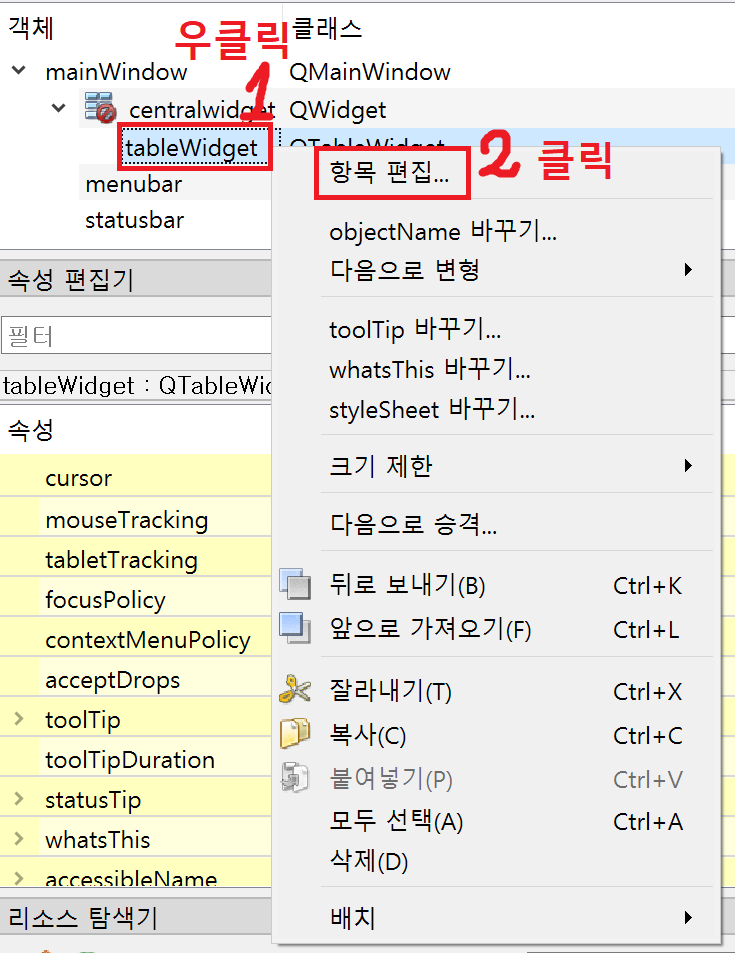 객체
클래스
우클릭
mainWindow
QMainWindow
1
centralwidget
QWidget
tableWidget
QTableWidget
2 클릭
항목 편집...
menubar
statusbar
objectName 바꾸기...
다음으로 변형
속성 편집기
필터
toolTip 바꾸기...
whatsThis 바꾸기...
tableWidget : QTableWid
styleSheet 바꾸기...
속성
크기 제한
cursor
mouseTracking
다음으로 승격...
tabletTracking
focusPolicy
뒤로 보내기(B) Ctrl+K
contextMenuPolicy
앞으로 가져오기(F) Ctrl+L
acceptDrops
잘라내기(T) Ctrl+X
toolTip
복사(C) Ctrl+C
toolTipDuration
붙여넣기(P) Ctrl+V
statusTip
모두 선택(A) Ctrl+A
whatsThis
삭제(D)
accessibleName
리소스 탐색기
배치